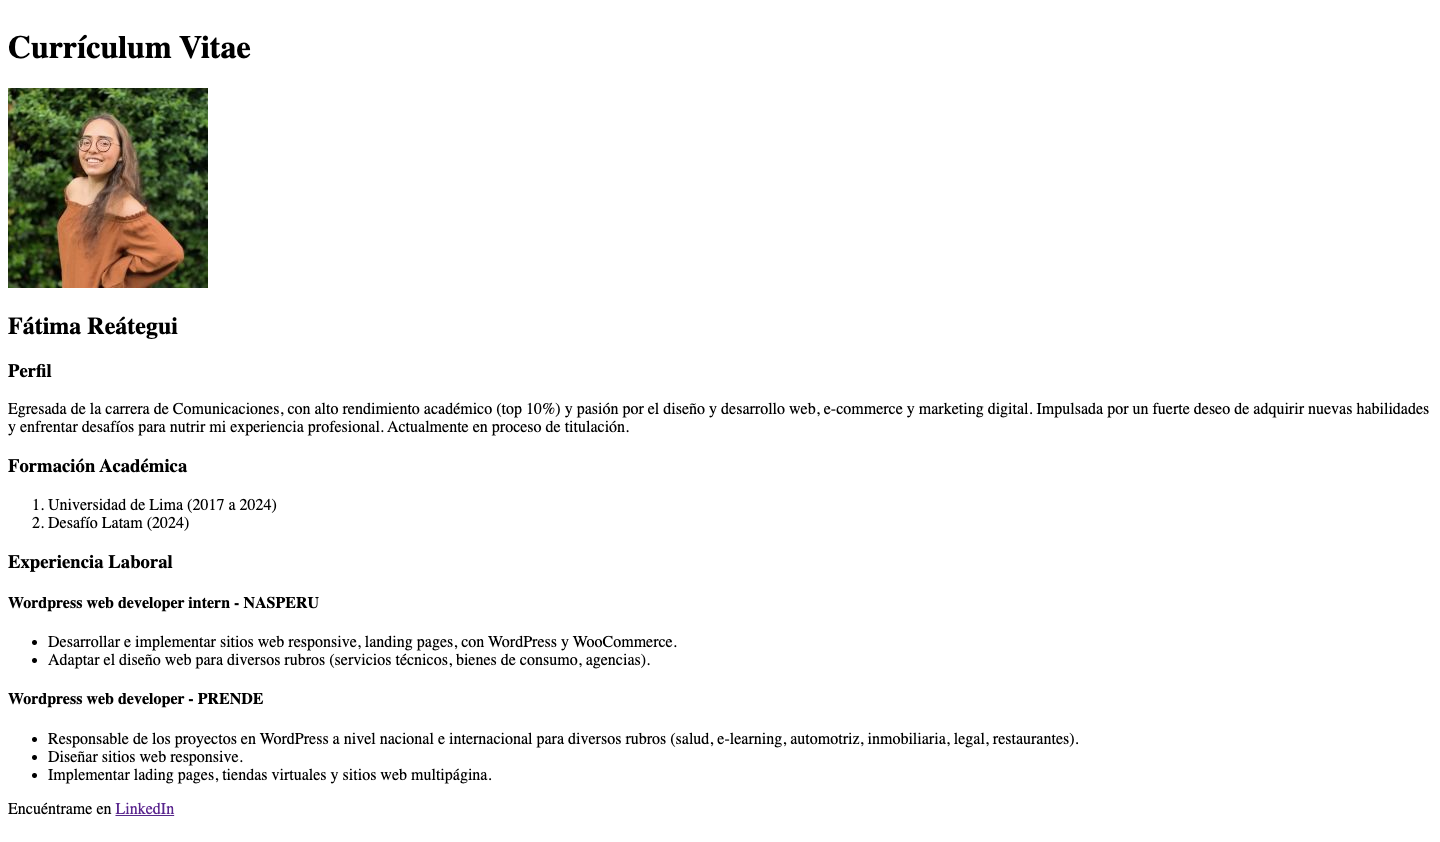 Currículum Vitae
Fátima Reátegui
Perfil
Egresada de la carrera de Comunicaciones, con alto rendimiento académico (top 10%) y pasión por el diseño y desarrollo web, e-commerce y marketing digital. Impulsada por un fuerte deseo de adquirir nuevas habilidades
y enfrentar desafíos para nutrir mi experiencia profesional. Actualmente en proceso de titulación.
Formación Académica
1. Universidad de Lima (2017 a 2024)
2. Desafío Latam (2024)
Experiencia Laboral
Wordpress web developer intern - NASPERU
• Desarrollar e implementar sitios web responsive, landing pages, con WordPress y WooCommerce.
• Adaptar el diseño web para diversos rubros (servicios técnicos, bienes de consumo, agencias).
Wordpress web developer - PRENDE
• Responsable de los proyectos en WordPress a nivel nacional e internacional para diversos rubros (salud, e-learning, automotriz, inmobiliaria, legal, restaurantes).
• Diseñar sitios web responsive.
• Implementar lading pages, tiendas virtuales y sitios web multipágina.
Encuéntrame en LinkedIn